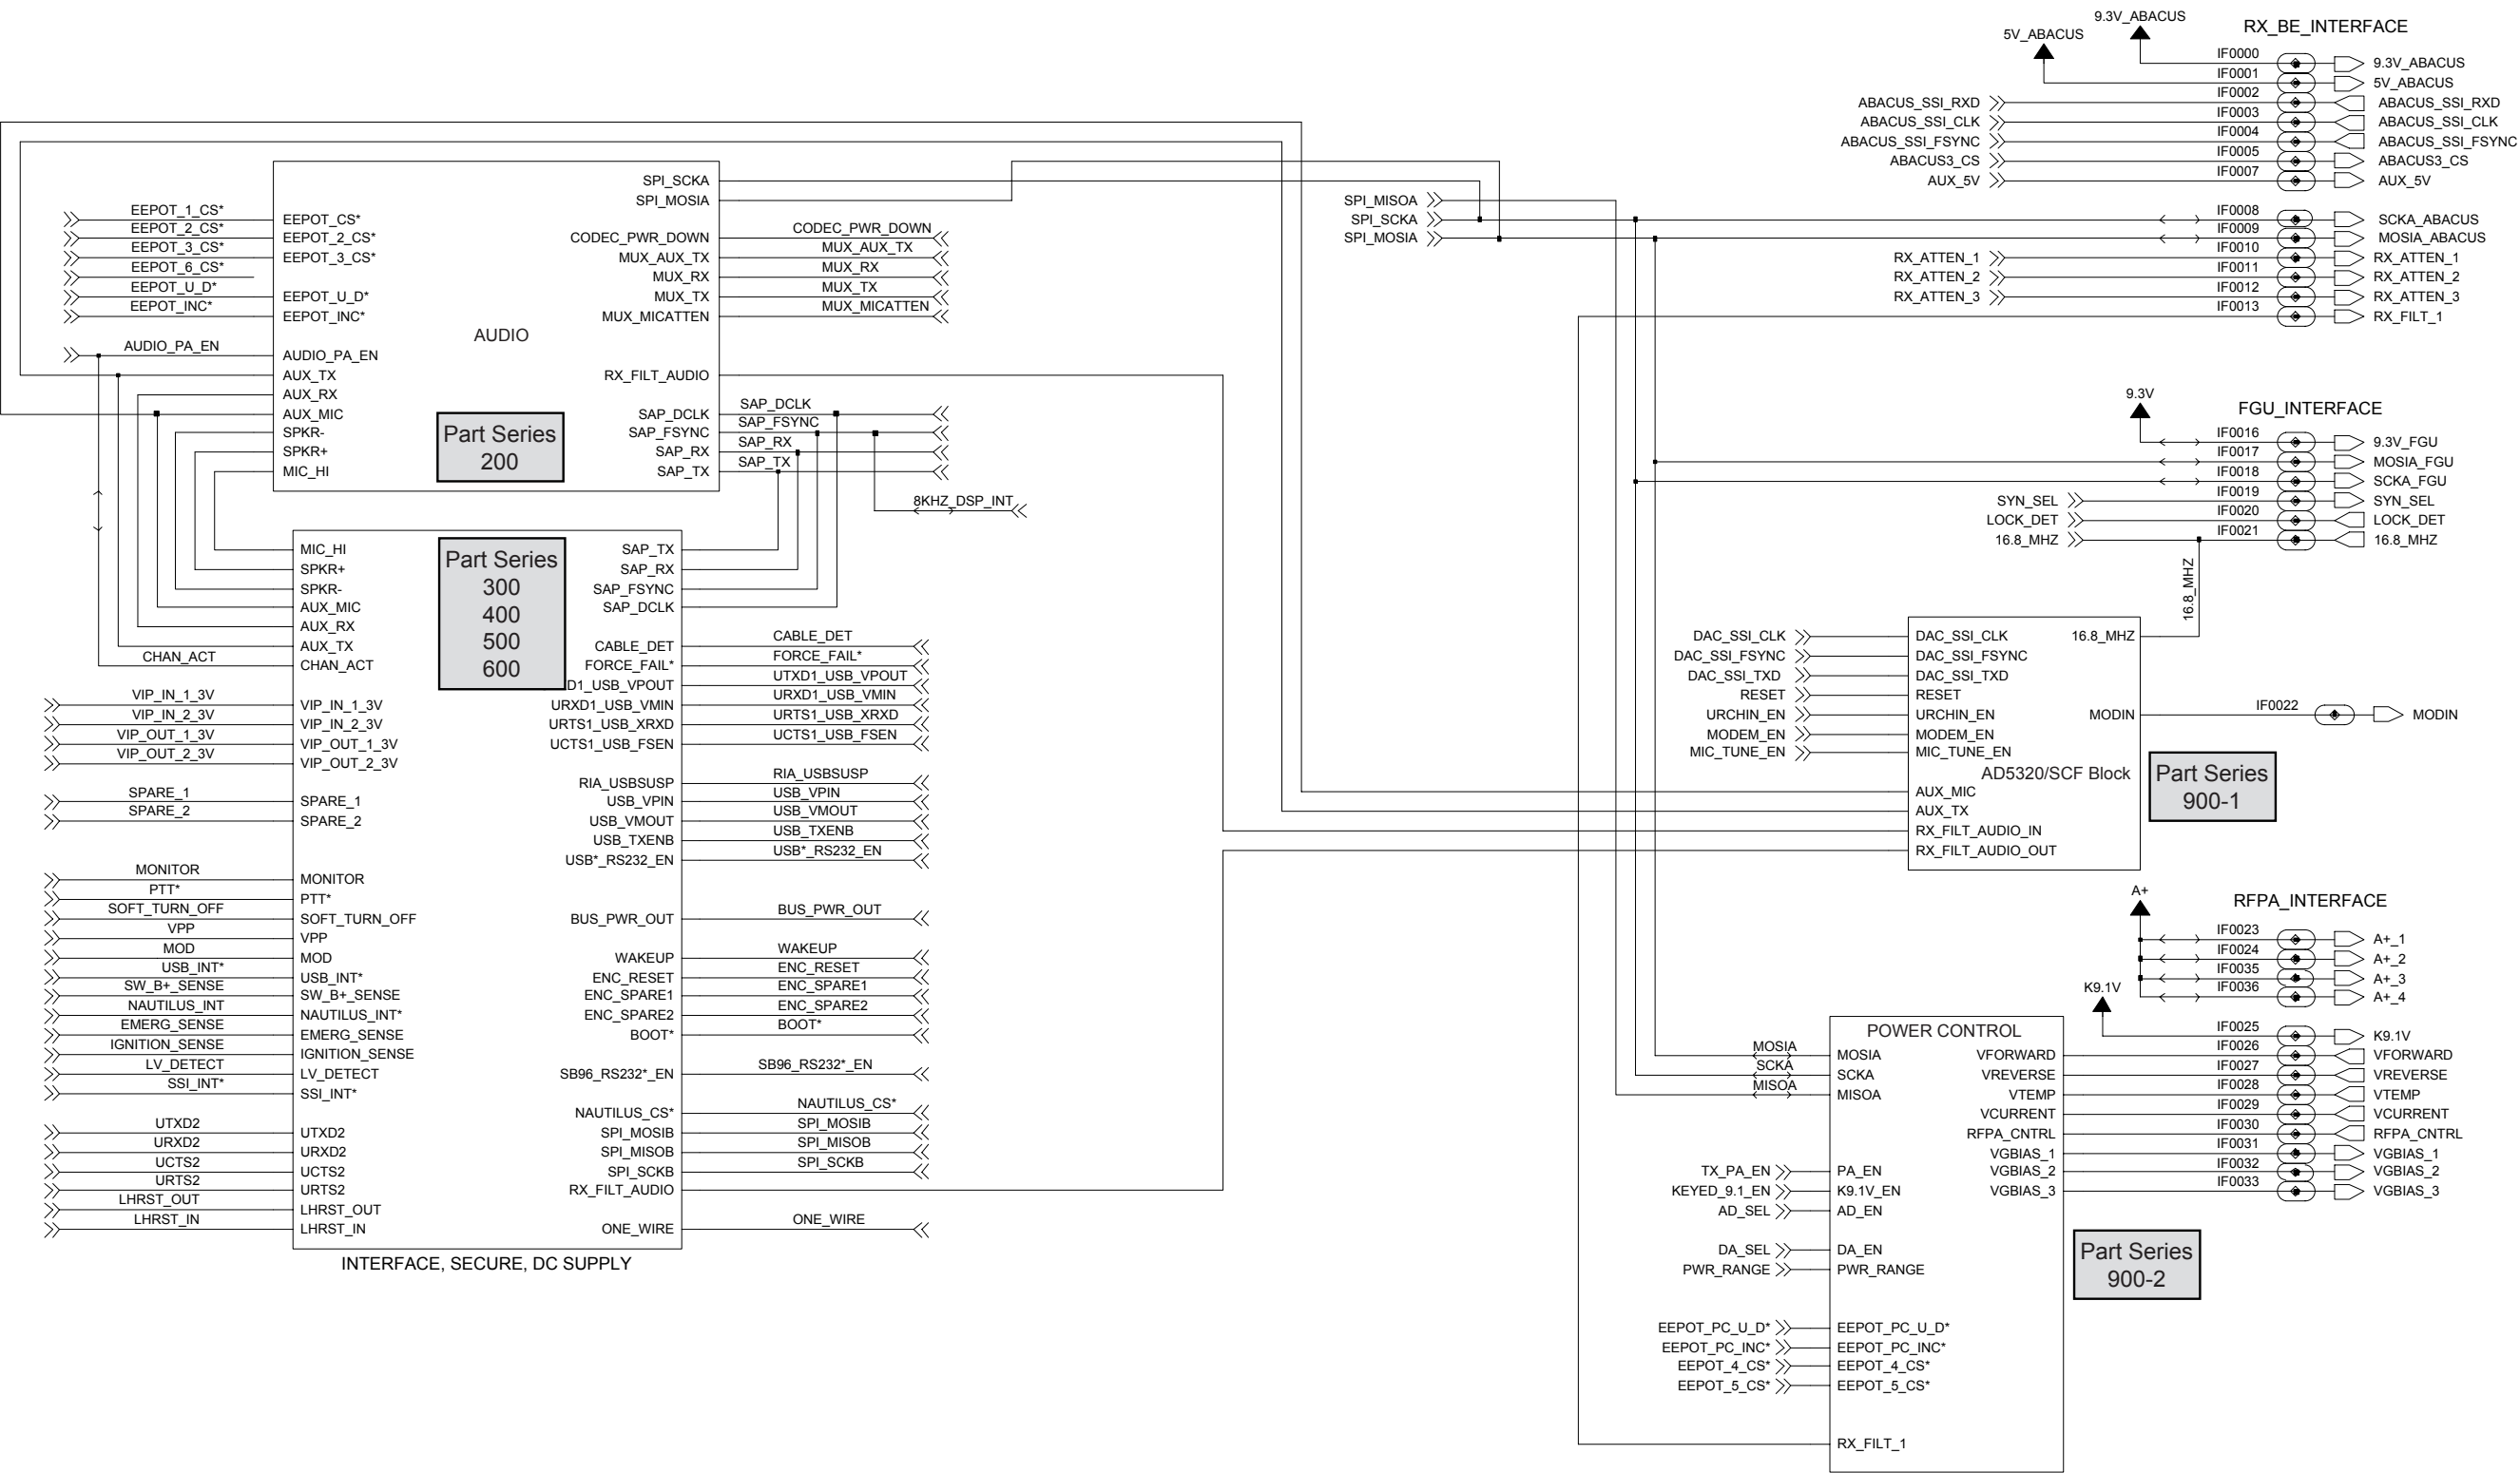 9.3V_ABACUS
5V_ABACUS
RX_BE_INTERFACE
IF0000 9.3V_ABACUS
IF0001 5V_ABACUS
ABACUS_SSI_RXD IF0002 ABACUS_SSI_RXD
ABACUS_SSI_CLK IF0003 ABACUS_SSI_CLK
ABACUS_SSI_FSYNC IF0004 ABACUS_SSI_FSYNC
ABACUS3_CS IF0005 ABACUS3_CS
AUX_5V IF0007 AUX_5V
SPI_MISOA
SPI_SCKA IF0008 SCKA_ABACUS
SPI_MOSIA IF0009 MOSIA_ABACUS
RX_ATTEN_1 IF0010 RX_ATTEN_1
RX_ATTEN_2 IF0011 RX_ATTEN_2
RX_ATTEN_3 IF0012 RX_ATTEN_3
IF0013 RX_FILT_1
SPI_SCKA
SPI_MOSIA
EEPOT_1_CS* EEPOT_CS*
EEPOT_2_CS* EEPOT_2_CS*
EEPOT_3_CS* EEPOT_3_CS*
EEPOT_6_CS*
EEPOT_U_D* EEPOT_U_D*
EEPOT_INC* EEPOT_INC*
CODEC_PWR_DOWN CODEC_PWR_DOWN
MUX_AUX_TX MUX_AUX_TX
MUX_RX MUX_RX
MUX_TX MUX_TX
MUX_MICATTEN MUX_MICATTEN
AUDIO
AUDIO_PA_EN AUDIO_PA_EN
AUX_TX
AUX_RX
AUX_MIC
SPKR-
SPKR+
MIC_HI
Part Series
200
RX_FILT_AUDIO
SAP_DCLK SAP_DCLK
SAP_FSYNC SAP_FSYNC
SAP_RX SAP_RX
SAP_TX SAP_TX
8KHZ_DSP_INT
9.3V
FGU_INTERFACE
IF0016 9.3V_FGU
IF0017 MOSIA_FGU
IF0018 SCKA_FGU
SYN_SEL IF0019 SYN_SEL
LOCK_DET IF0020 LOCK_DET
16.8_MHZ IF0021 16.8_MHZ
16.8_MHZ
MIC_HI
SPKR+
SPKR-
AUX_MIC
AUX_RX
AUX_TX
CHAN_ACT CHAN_ACT
Part Series
300
400
500
600
SAP_TX
SAP_RX
SAP_FSYNC
SAP_DCLK
CABLE_DET CABLE_DET
FORCE_FAIL* FORCE_FAIL*
D1_USB_VPOUT UTXD1_USB_VPOUT
URXD1_USB_VMIN URXD1_USB_VMIN
URTS1_USB_XRXD URTS1_USB_XRXD
UCTS1_USB_FSEN UCTS1_USB_FSEN
VIP_IN_1_3V VIP_IN_1_3V
VIP_IN_2_3V VIP_IN_2_3V
VIP_OUT_1_3V VIP_OUT_1_3V
VIP_OUT_2_3V VIP_OUT_2_3V
SPARE_1 SPARE_1
SPARE_2 SPARE_2
RIA_USBSUSP RIA_USBSUSP
USB_VPIN USB_VPIN
USB_VMOUT USB_VMOUT
USB_TXENB USB_TXENB
USB*_RS232_EN USB*_RS232_EN
MONITOR MONITOR
PTT* PTT*
SOFT_TURN_OFF SOFT_TURN_OFF
VPP VPP
MOD MOD
USB_INT* USB_INT*
SW_B+_SENSE SW_B+_SENSE
NAUTILUS_INT NAUTILUS_INT*
EMERG_SENSE EMERG_SENSE
IGNITION_SENSE IGNITION_SENSE
LV_DETECT LV_DETECT
SSI_INT* SSI_INT*
UTXD2 UTXD2
URXD2 URXD2
UCTS2 UCTS2
URTS2 URTS2
LHRST_OUT LHRST_OUT
LHRST_IN LHRST_IN
BUS_PWR_OUT BUS_PWR_OUT
WAKEUP WAKEUP
ENC_RESET ENC_RESET
ENC_SPARE1 ENC_SPARE1
ENC_SPARE2 ENC_SPARE2
BOOT* BOOT*
SB96_RS232*_EN SB96_RS232*_EN
NAUTILUS_CS* NAUTILUS_CS*
SPI_MOSIB SPI_MOSIB
SPI_MISOB SPI_MISOB
SPI_SCKB SPI_SCKB
RX_FILT_AUDIO
ONE_WIRE ONE_WIRE
INTERFACE, SECURE, DC SUPPLY
DAC_SSI_CLK DAC_SSI_CLK 16.8_MHZ
DAC_SSI_FSYNC DAC_SSI_FSYNC
DAC_SSI_TXD DAC_SSI_TXD
RESET RESET
URCHIN_EN URCHIN_EN MODIN IF0022 MODIN
MODEM_EN MODEM_EN
MIC_TUNE_EN MIC_TUNE_EN
AD5320/SCF Block
AUX_MIC
AUX_TX
RX_FILT_AUDIO_IN
RX_FILT_AUDIO_OUT
Part Series
900-1
A+
RFPA_INTERFACE
IF0023 A+_1
IF0024 A+_2
IF0035 A+_3
IF0036 A+_4
K9.1V
IF0025 K9.1V
POWER CONTROL
MOSIA MOSIA VFORWARD IF0026 VFORWARD
SCKA SCKA VREVERSE IF0027 VREVERSE
MISOA MISOA VTEMP IF0028 VTEMP
VCURRENT IF0029 VCURRENT
RFPA_CNTRL IF0030 RFPA_CNTRL
VGBIAS_1 IF0031 VGBIAS_1
TX_PA_EN PA_EN VGBIAS_2 IF0032 VGBIAS_2
KEYED_9.1_EN K9.1V_EN VGBIAS_3 IF0033 VGBIAS_3
AD_SEL AD_EN
DA_SEL DA_EN
PWR_RANGE PWR_RANGE
Part Series
900-2
EEPOT_PC_U_D* EEPOT_PC_U_D*
EEPOT_PC_INC* EEPOT_PC_INC*
EEPOT_4_CS* EEPOT_4_CS*
EEPOT_5_CS* EEPOT_5_CS*
RX_FILT_1